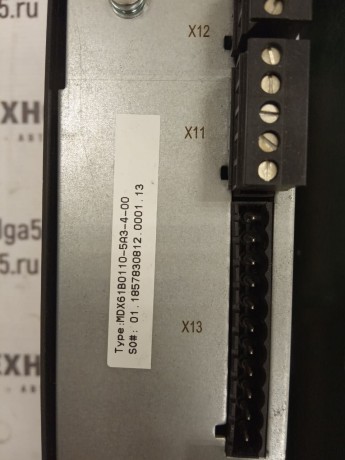 X12
X11
X13
Type:MDX61B0110-5A3-4-00
SO#: 01.1857830812.0001.13